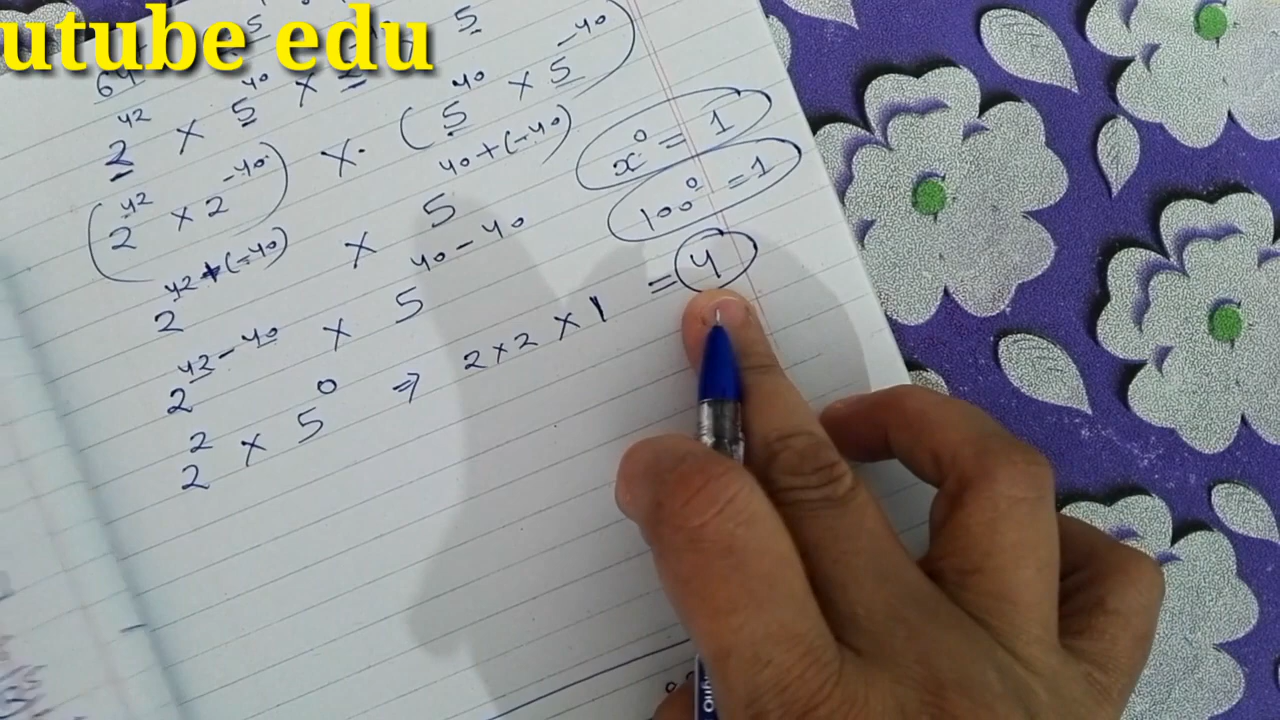 utube edu
5 5
64
2^42 × 5^40 × 2
(2^42 × 2^-40) × (5^40 × 5^-40)
2^42+(-40) × 5^40+(-40)
2^42-40 × 5^40-40
2^2 × 5^0 ⇒ 2×2×1 = 4
x^0 = 1
100^0 = 1